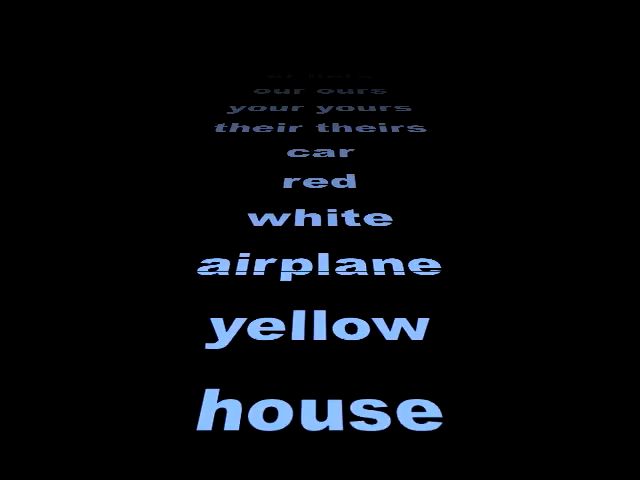 our ours
your yours
their theirs
car
red
white
airplane
yellow
house